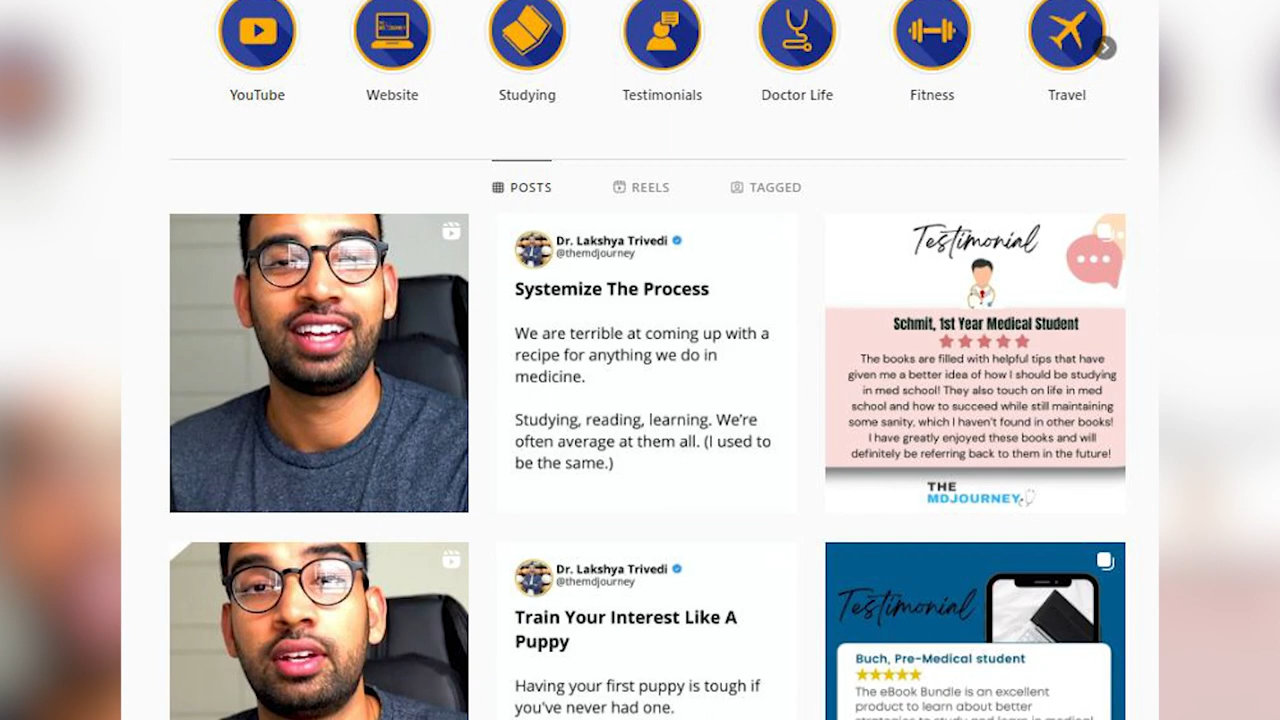 YouTube
Website
Studying
Testimonials
Doctor Life
Fitness
Travel
POSTS
REELS
TAGGED
Dr. Lakshya Trivedi
@themdjourney
Systemize The Process
We are terrible at coming up with a
recipe for anything we do in
medicine.
Studying, reading, learning. We're
often average at them all. (I used to
be the same.)
Testimonial
Schmit, 1st Year Medical Student
The books are filled with helpful tips that have
given me a better idea of how I should be studying
in med school! They also touch on life in med
school and how to succeed while still maintaining
some sanity, which I haven't found in other books!
I have greatly enjoyed these books and will
definitely be referring back to them in the future!
THE
MDJOURNEY
Dr. Lakshya Trivedi
@themdjourney
Train Your Interest Like A
Puppy
Having your first puppy is tough if
you've never had one.
Testimonial
Buch, Pre-Medical student
The eBook Bundle is an excellent
product to learn about better
strategies to study and learn in medical